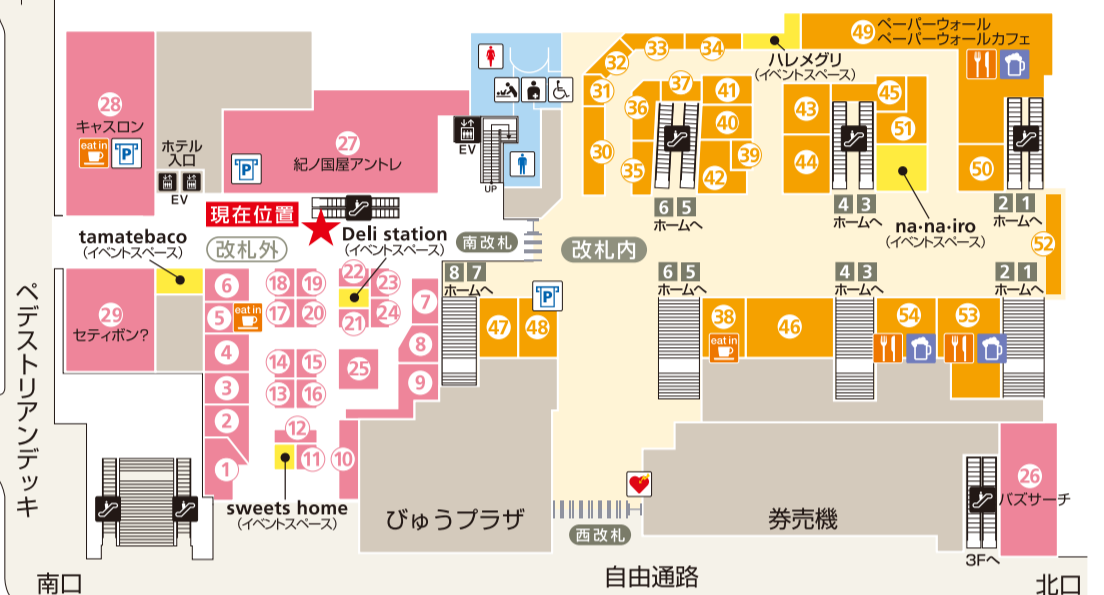 49 ペーパーウォール
ペーパーウォールカフェ
33
34
32
ハレメグリ
(イベントスペース)
28
キャスロン
eat in
P
ホテル
入口
EV
27
紀ノ国屋アントレ
P
EV
UP
31
36
37
41
40
39
30
35
42
43
44
45
51
50
6 5
ホームへ
4 3
ホームへ
2 1
ホームへ
na・na・iro
(イベントスペース)
52
現在位置
改札外
Deli station
(イベントスペース)
南改札
改札内
tamatebaco
(イベントスペース)
8 7
ホームへ
6 5
ホームへ
4 3
ホームへ
2 1
ホームへ
P
29
セティボン?
6
5
eat in
4
3
2
1
18
19
17
20
14
15
13
16
12
11
10
22
23
21
24
25
7
8
9
47
48
38
eat in
46
54
53
sweets home
(イベントスペース)
びゅうプラザ
西改札
券売機
26
バズサーチ
3Fへ
ペデストリアンデッキ
南口
自由通路
北口